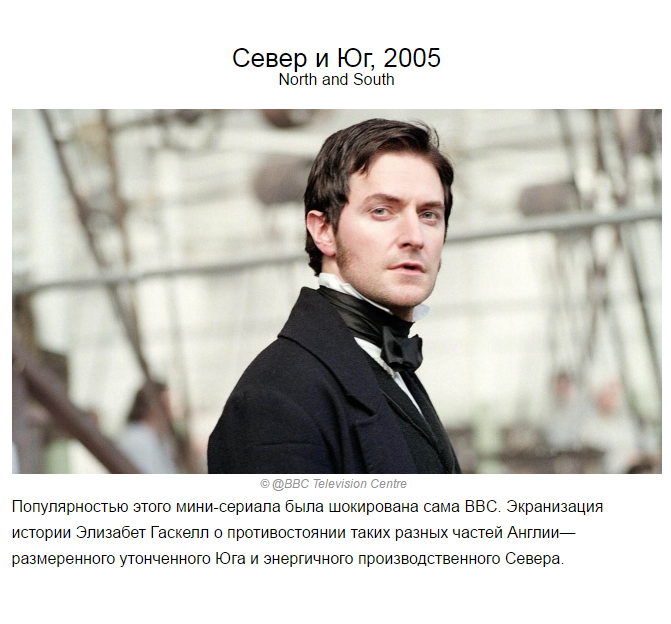 Север и Юг, 2005
North and South
© @BBC Television Centre
Популярностью этого мини-сериала была шокирована сама BBC. Экранизация
истории Элизабет Гаскелл о противостоянии таких разных частей Англии—
размеренного утонченного Юга и энергичного производственного Севера.